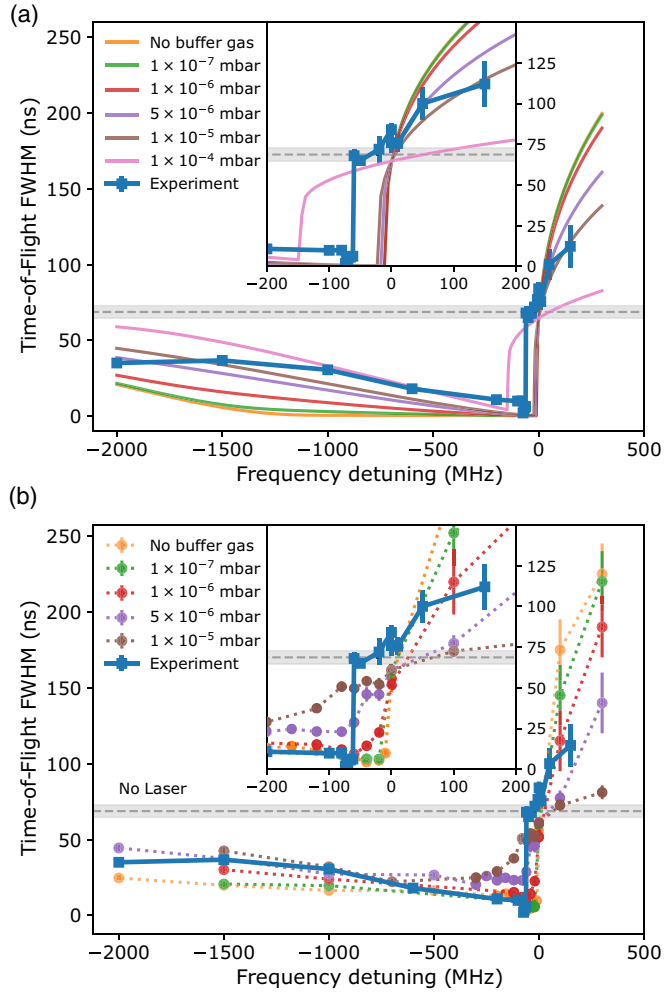 (a)
250
200
150
100
50
0
Time-of-Flight FWHM (ns)
No buffer gas
1 × 10⁻⁷ mbar
1 × 10⁻⁶ mbar
5 × 10⁻⁶ mbar
1 × 10⁻⁵ mbar
1 × 10⁻⁴ mbar
Experiment
125
100
75
50
25
0
−200 −100 0 100 200
−2000 −1500 −1000 −500 0 500
Frequency detuning (MHz)
(b)
250
200
150
100
50
0
Time-of-Flight FWHM (ns)
No buffer gas
1 × 10⁻⁷ mbar
1 × 10⁻⁶ mbar
5 × 10⁻⁶ mbar
1 × 10⁻⁵ mbar
Experiment
125
100
75
50
25
0
−200 −100 0 100 200
No Laser
−2000 −1500 −1000 −500 0 500
Frequency detuning (MHz)